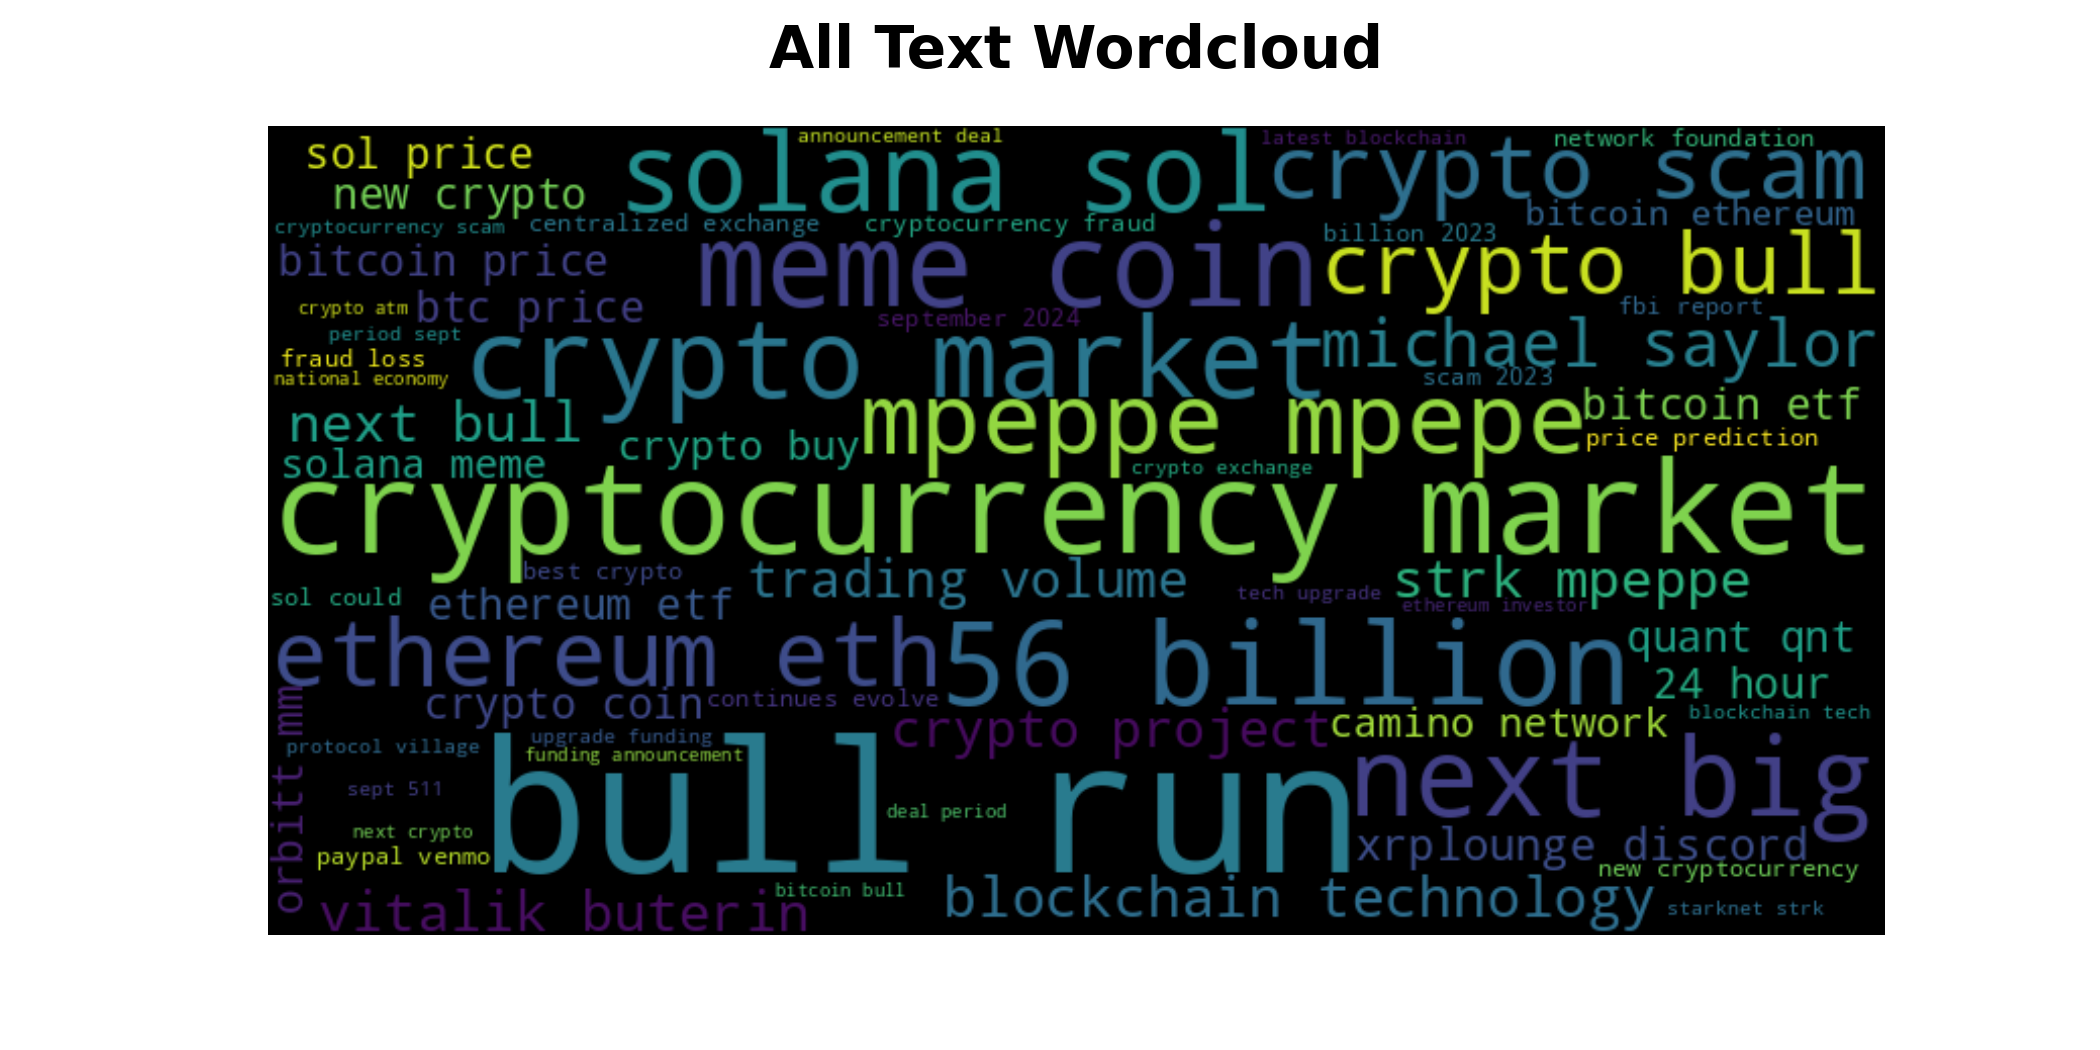 All Text Wordcloud
announcement deal
latest blockchain
network foundation
sol price
solana sol
crypto scam
new crypto
bitcoin ethereum
cryptocurrency scam
centralized exchange
cryptocurrency fraud
billion 2023
bitcoin price
meme coin
crypto bull
crypto atm
btc price
september 2024
fbi report
period sept
fraud loss
national economy
crypto market
michael saylor
scam 2023
next bull
crypto buy
mpeppe mpepe
bitcoin etf
price prediction
solana meme
crypto exchange
cryptocurrency market
best crypto
trading volume
tech upgrade
strk mpeppe
sol could
ethereum etf
ethereum investor
ethereum eth
56 billion
quant qnt
24 hour
crypto coin
continues evolve
crypto project
camino network
blockchain tech
orbitt mm
protocol village
upgrade funding
funding announcement
bull run
next big
sept 511
deal period
next crypto
paypal venmo
xrplounge discord
new cryptocurrency
vitalik buterin
bitcoin bull
blockchain technology
starknet strk